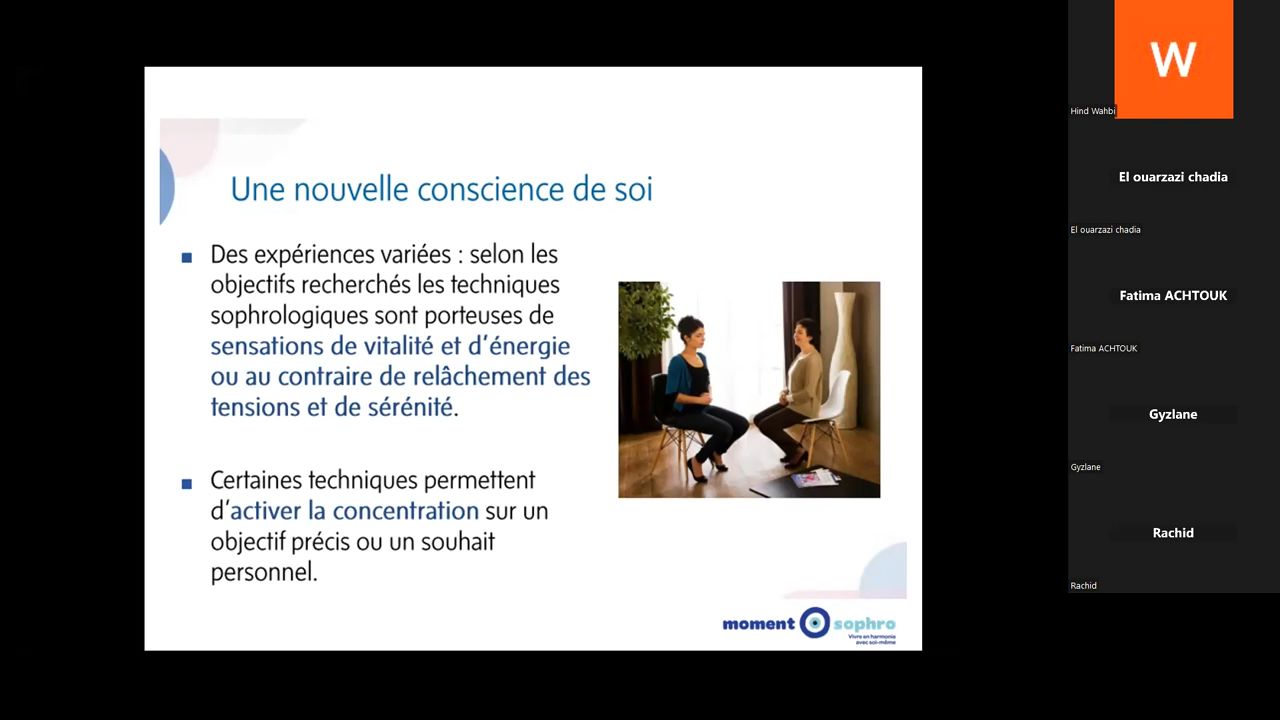 Une nouvelle conscience de soi
Des expériences variées : selon les
objectifs recherchés les techniques
sophrologiques sont porteuses de
sensations de vitalité et d'énergie
ou au contraire de relâchement des
tensions et de sérénité.
Certaines techniques permettent
d'activer la concentration sur un
objectif précis ou un souhait
personnel.
moment sophro
Vivre en harmonie
avec soi-même
W
Hind Wahbi
El ouarzazi chadia
El ouarzazi chadia
Fatima ACHTOUK
Fatima ACHTOUK
Gyzlane
Gyzlane
Rachid
Rachid